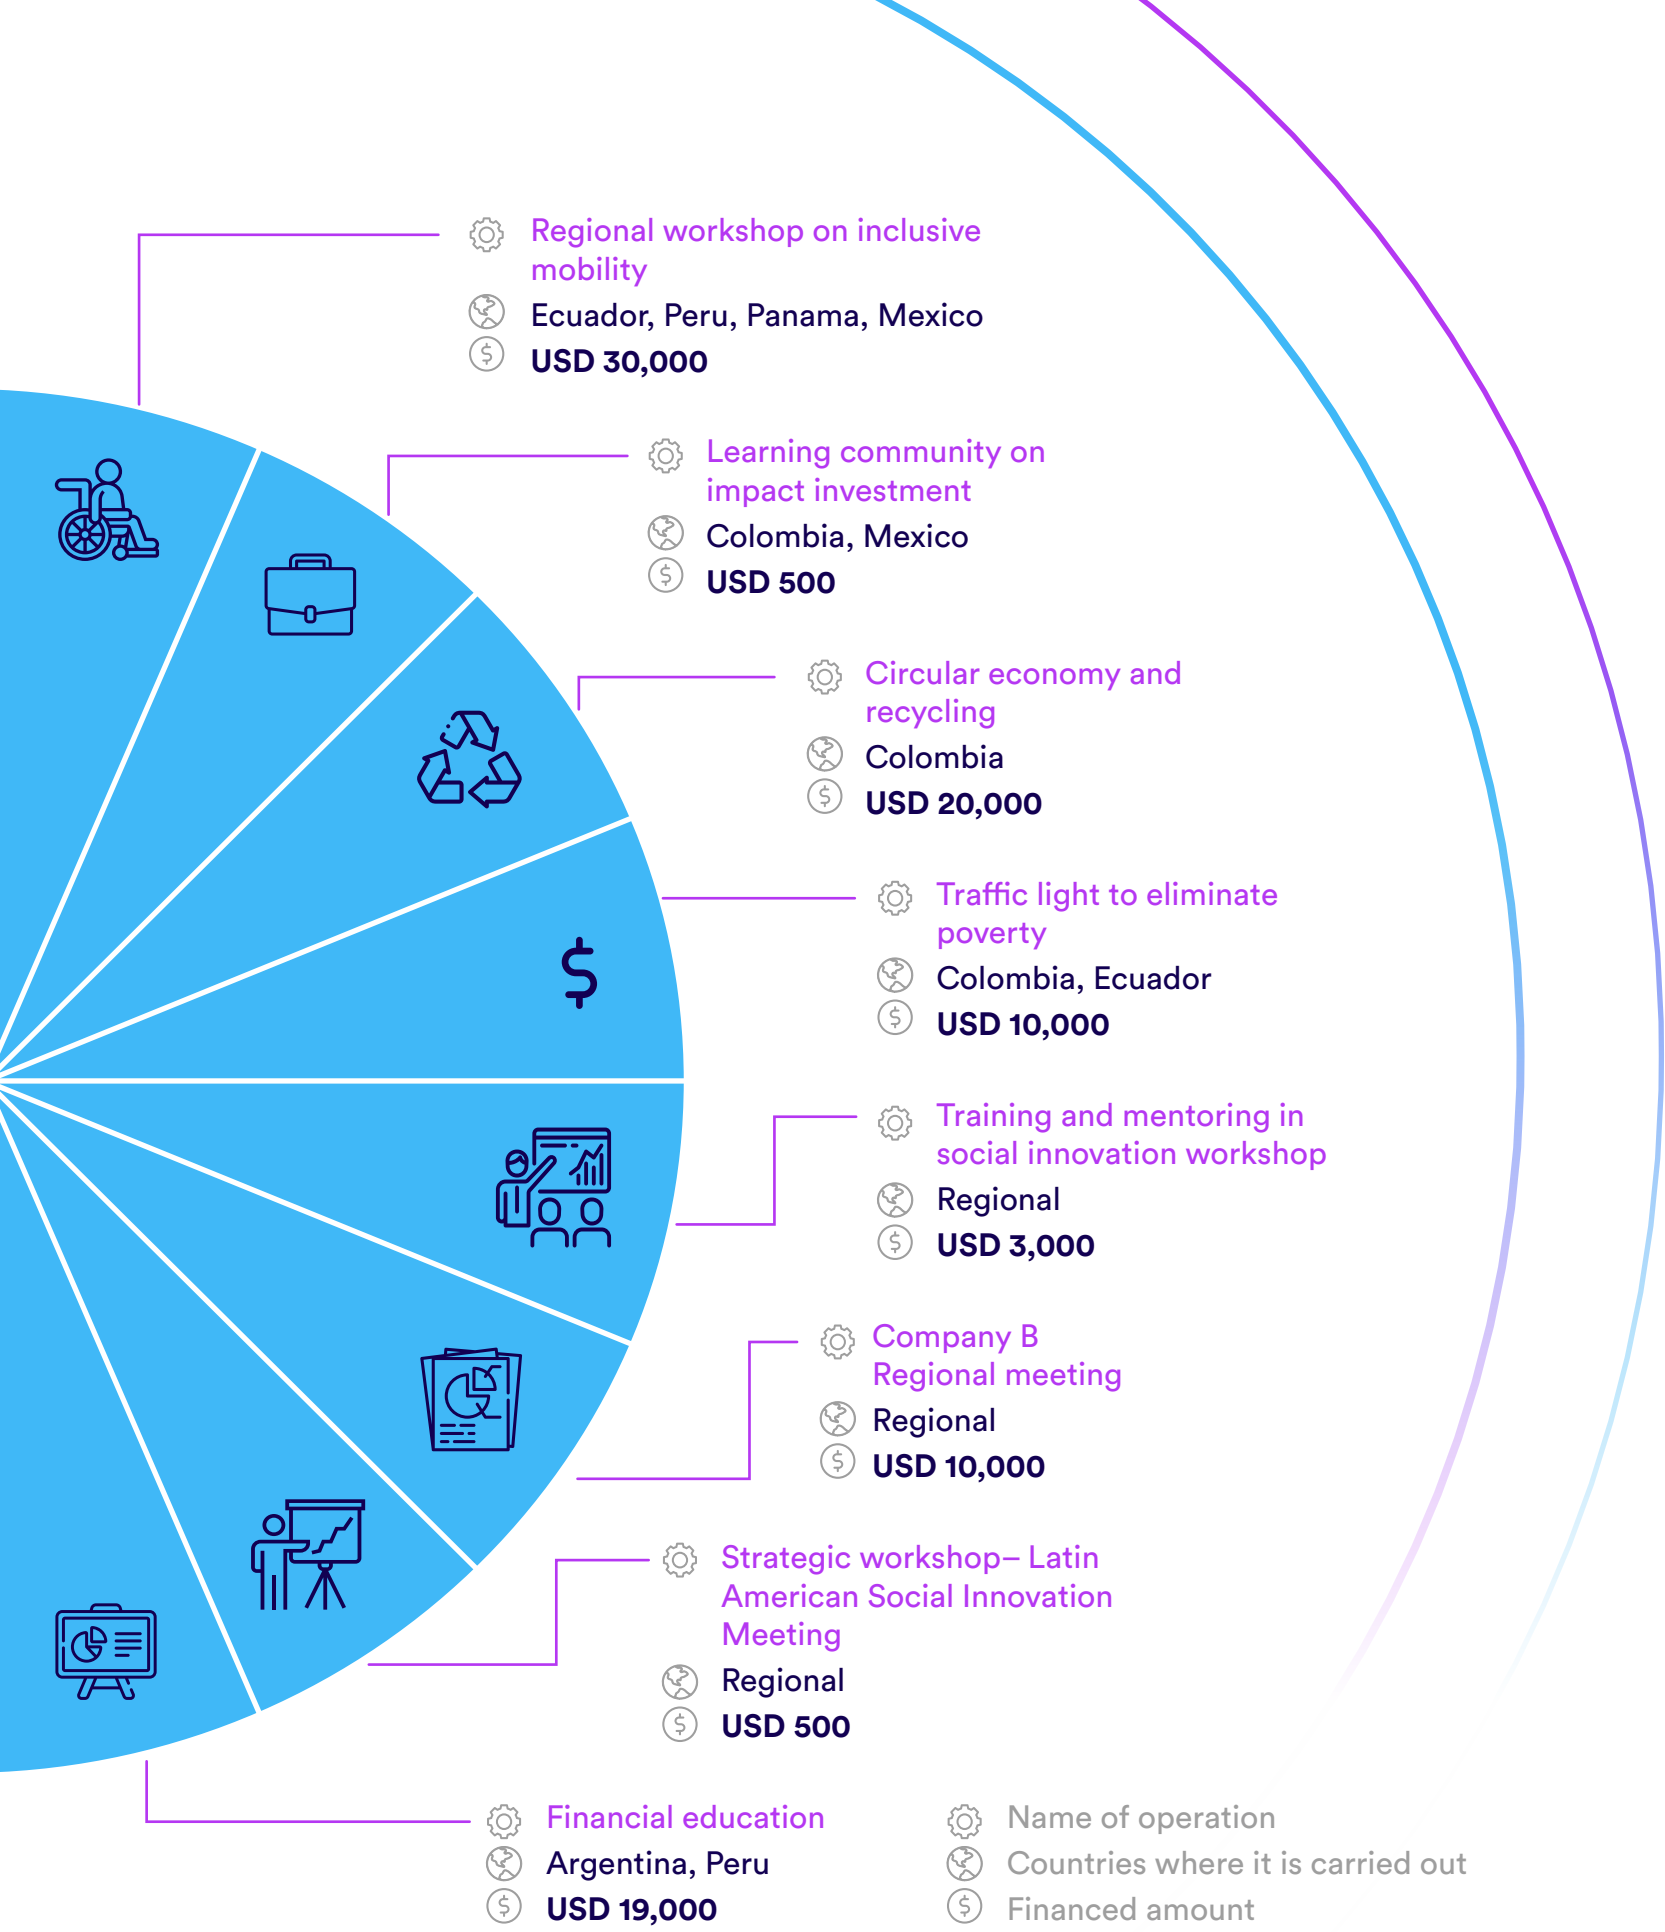 Regional workshop on inclusive
mobility
Ecuador, Peru, Panama, Mexico
USD 30,000
Learning community on
impact investment
Colombia, Mexico
USD 500
Circular economy and
recycling
Colombia
USD 20,000
Traffic light to eliminate
poverty
Colombia, Ecuador
USD 10,000
Training and mentoring in
social innovation workshop
Regional
USD 3,000
Company B
Regional meeting
Regional
USD 10,000
Strategic workshop– Latin
American Social Innovation
Meeting
Regional
USD 500
Financial education
Argentina, Peru
USD 19,000
Name of operation
Countries where it is carried out
Financed amount